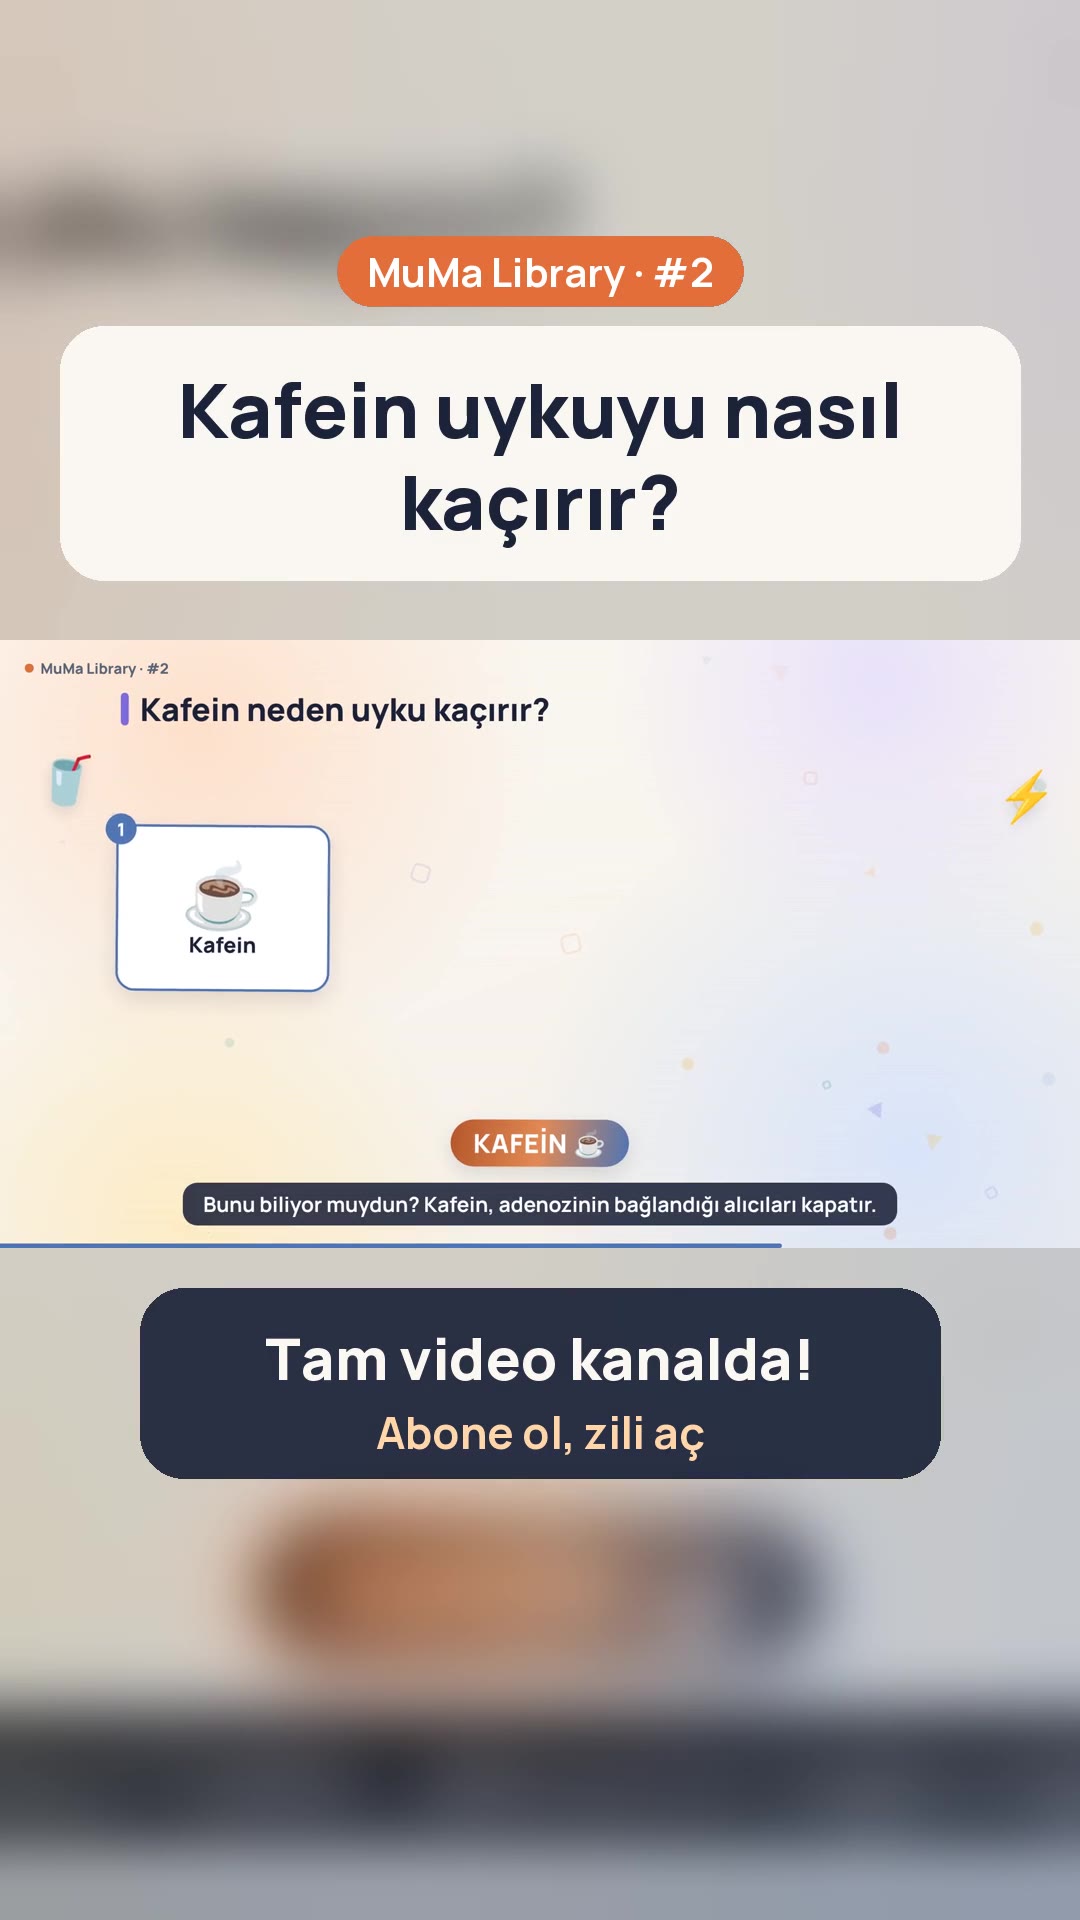 MuMa Library · #2
Kafein uykuyu nasıl
kaçırır?
MuMa Library · #2
Kafein neden uyku kaçırır?
1
Kafein
KAFEİN
Bunu biliyor muydun? Kafein, adenozinin bağlandığı alıcıları kapatır.
Tam video kanalda!
Abone ol, zili aç